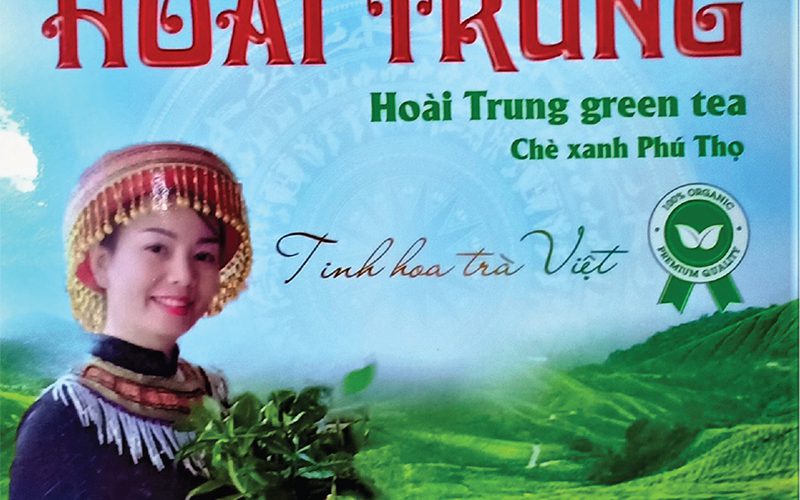 HOÀI TRUNG
Hoài Trung green tea
Chè xanh Phú Thọ
100% ORGANIC
PREMIUM QUALITY
Tinh hoa trà Việt